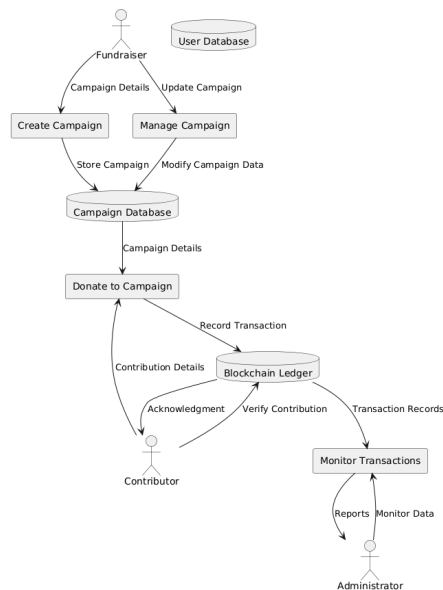 User Database
Fundraiser
Campaign Details
Update Campaign
Create Campaign
Manage Campaign
Store Campaign
Modify Campaign Data
Campaign Database
Campaign Details
Donate to Campaign
Record Transaction
Contribution Details
Blockchain Ledger
Acknowledgment
Verify Contribution
Transaction Records
Monitor Transactions
Contributor
Reports
Monitor Data
Administrator